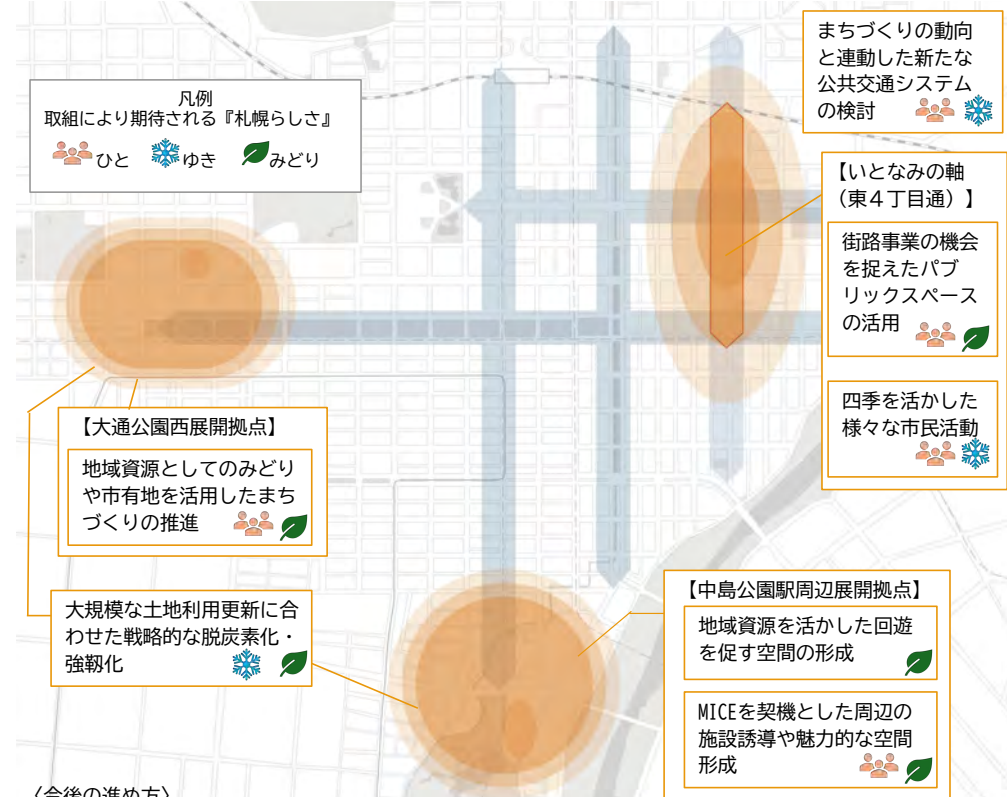 まちづくりの動向
と連動した新たな
公共交通システム
の検討
凡例
取組により期待される『札幌らしさ』
ひと ゆき みどり
【いとなみの軸
(東4丁目通)】
街路事業の機会
を捉えたパブ
リックスペース
の活用
四季を活かした
様々な市民活動
【大通公園西展開拠点】
地域資源としてのみどり
や市有地を活用したまち
づくりの推進
大規模な土地利用更新に合
わせた戦略的な脱炭素化・
強靱化
【中島公園駅周辺展開拠点】
地域資源を活かした回遊
を促す空間の形成
MICEを契機とした周辺の
施設誘導や魅力的な空間
形成
〈今後の進め方〉